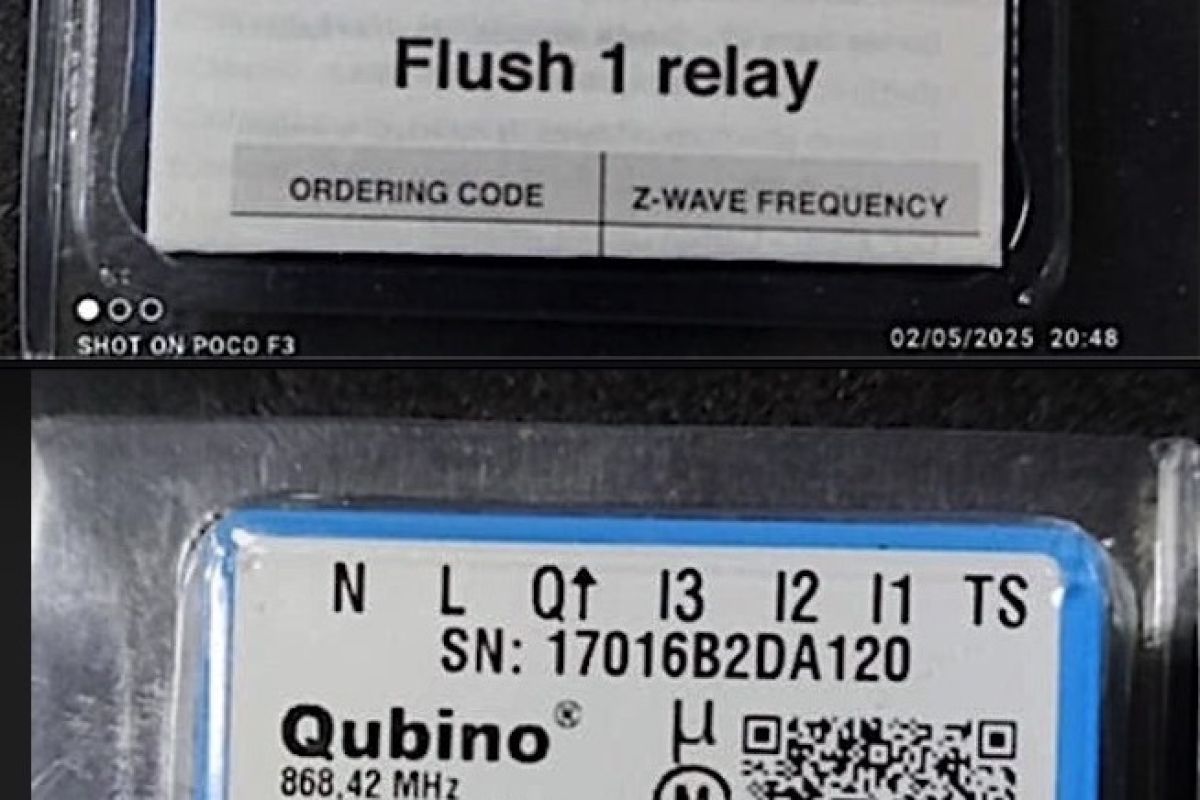 Flush 1 relay
ORDERING CODE Z-WAVE FREQUENCY
SHOT ON POCO F3 02/05/2025 20:48
N L Q↑ I3 I2 I1 TS
SN: 17016B2DA120
Qubino® μ
868,42 MHz M